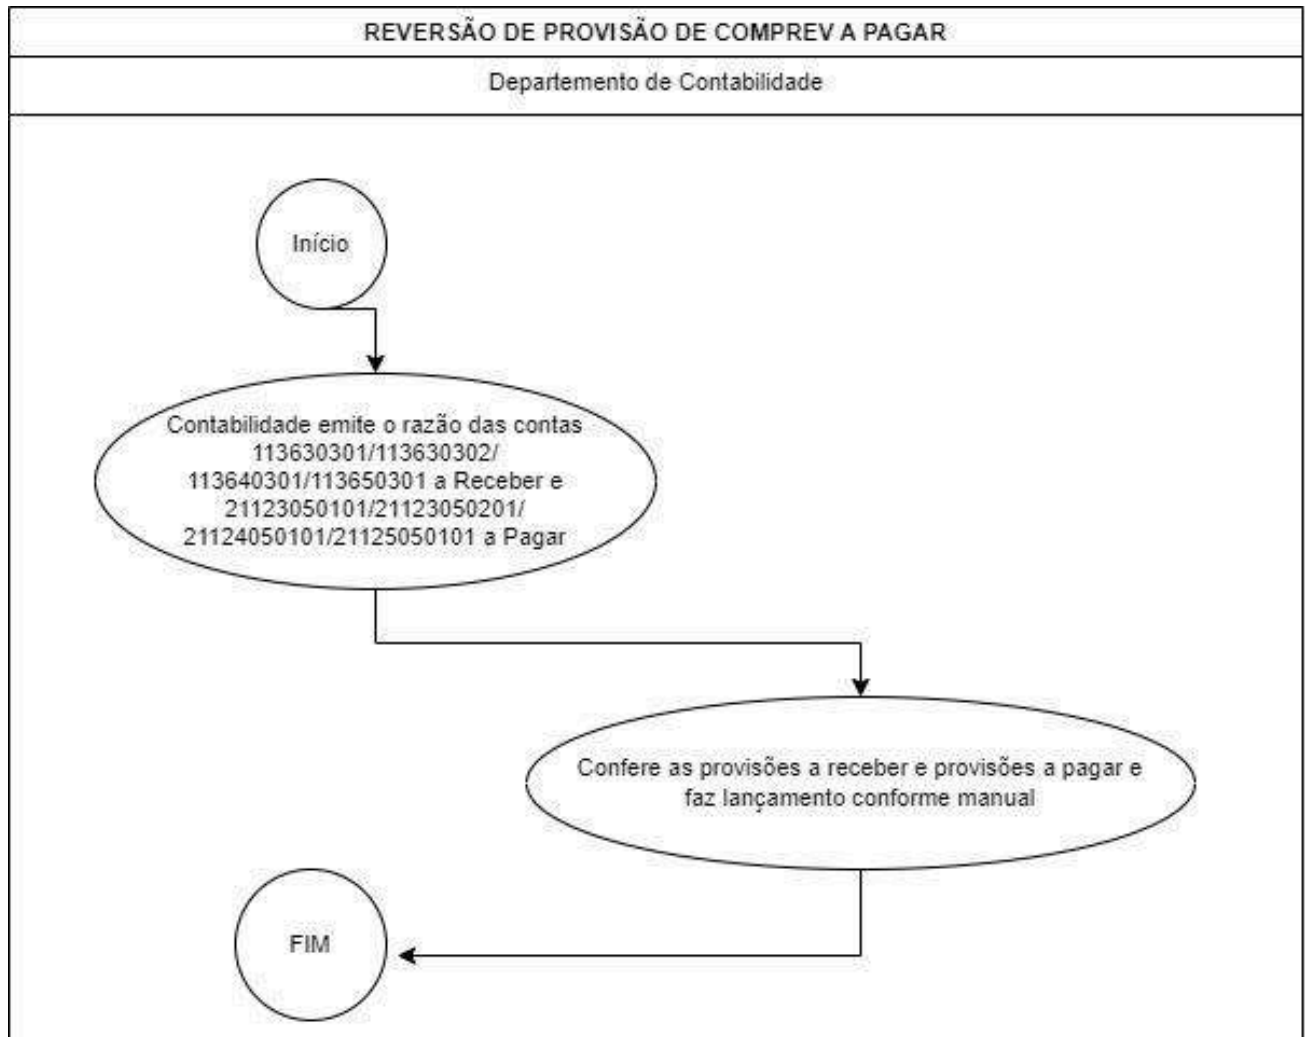 REVERSÃO DE PROVISÃO DE COMPREV A PAGAR
Departemento de Contabilidade
Início
Contabilidade emite o razão das contas
113630301/113630302/
113640301/113650301 a Receber e
21123050101/21123050201/
21124050101/21125050101 a Pagar
Confere as provisões a receber e provisões a pagar e
faz lançamento conforme manual
FIM